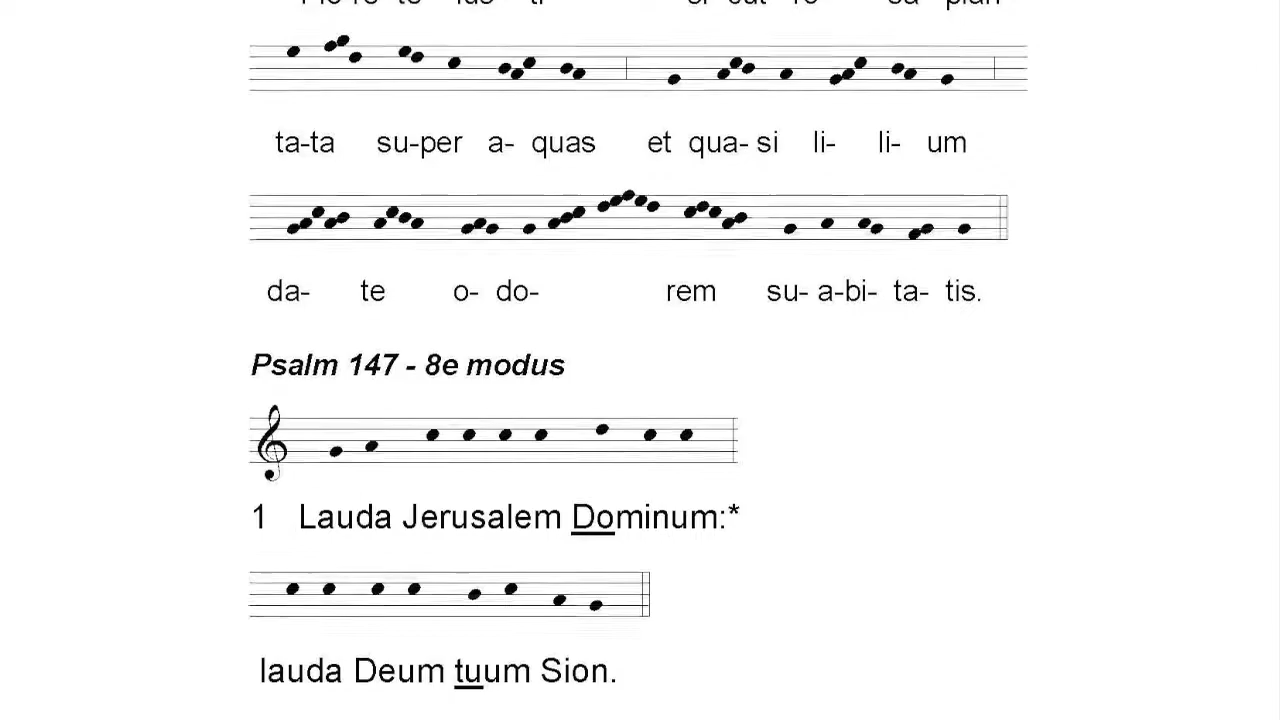 ta-ta su-per a- quas et qua- si li- li- um
da- te o- do- rem su- a-bi- ta- tis.
Psalm 147 - 8e modus
1 Lauda Jerusalem Dominum:*
lauda Deum tuum Sion.